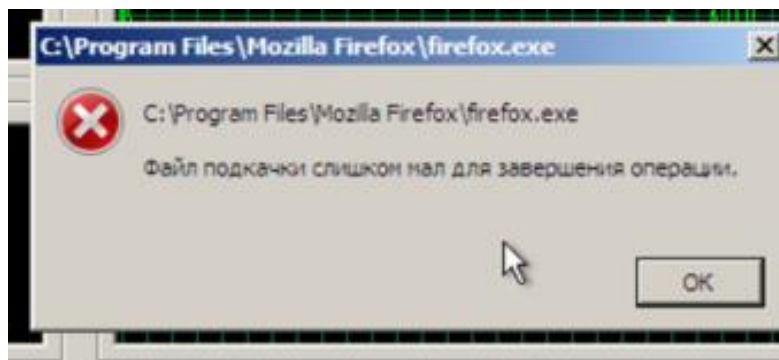 C:\Program Files\Mozilla Firefox\firefox.exe
C:\Program Files\Mozilla Firefox\firefox.exe
Файл подкачки слишком мал для завершения операции.
OK